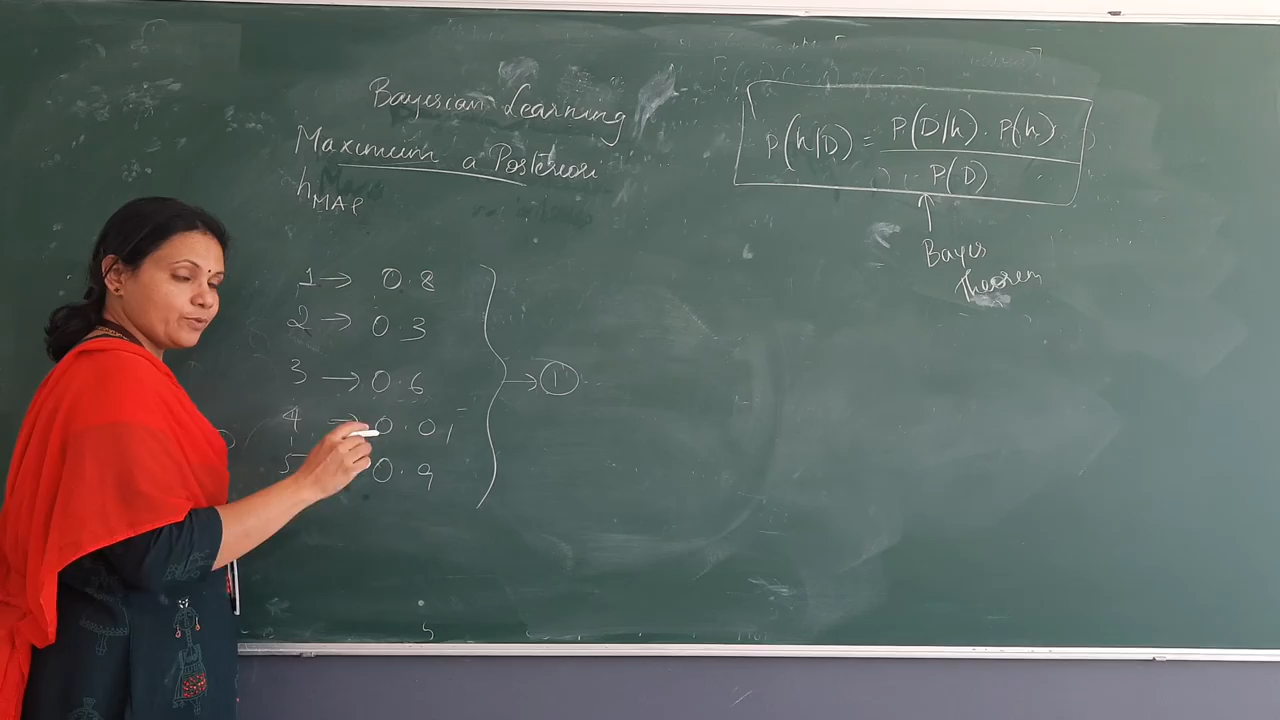 Bayesian Learning
Maximum a Posteriori
hMAP
1 → 0.8
2 → 0.3
3 → 0.6
4 → 0.01
5 0.9
→ 1
P(h/D) = P(D/h) . P(h)
P(D)
Bayes
Theorem